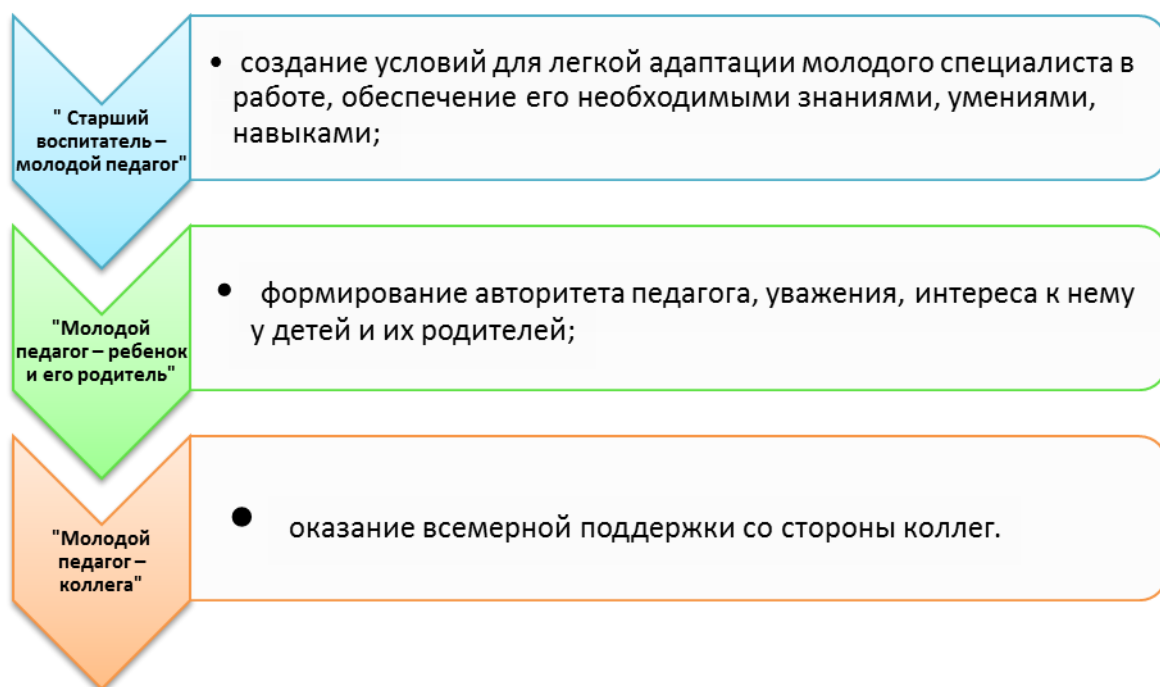 " Старший
воспитатель –
молодой педагог"
• создание условий для легкой адаптации молодого специалиста в
работе, обеспечение его необходимыми знаниями, умениями,
навыками;
"Молодой
педагог – ребенок
и его родитель"
• формирование авторитета педагога, уважения, интереса к нему
у детей и их родителей;
"Молодой
педагог –
коллега"
• оказание всемерной поддержки со стороны коллег.